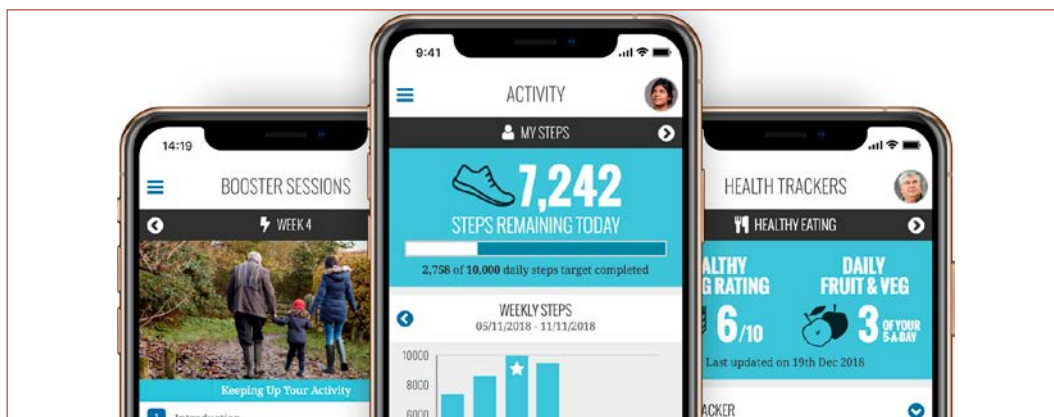 14:19
BOOSTER SESSIONS
WEEK 4
Keeping Up Your Activity
1 Introduction
9:41
ACTIVITY
MY STEPS
7,242
STEPS REMAINING TODAY
2,758 of 10,000 daily steps target completed
WEEKLY STEPS
05/11/2018 - 11/11/2018
10000
8000
6000
HEALTH TRACKERS
HEALTHY EATING
ALTHY
G RATING
6/10
DAILY
FRUIT & VEG
3 OF YOUR
5-A-DAY
Last updated on 19th Dec 2018
ACKER